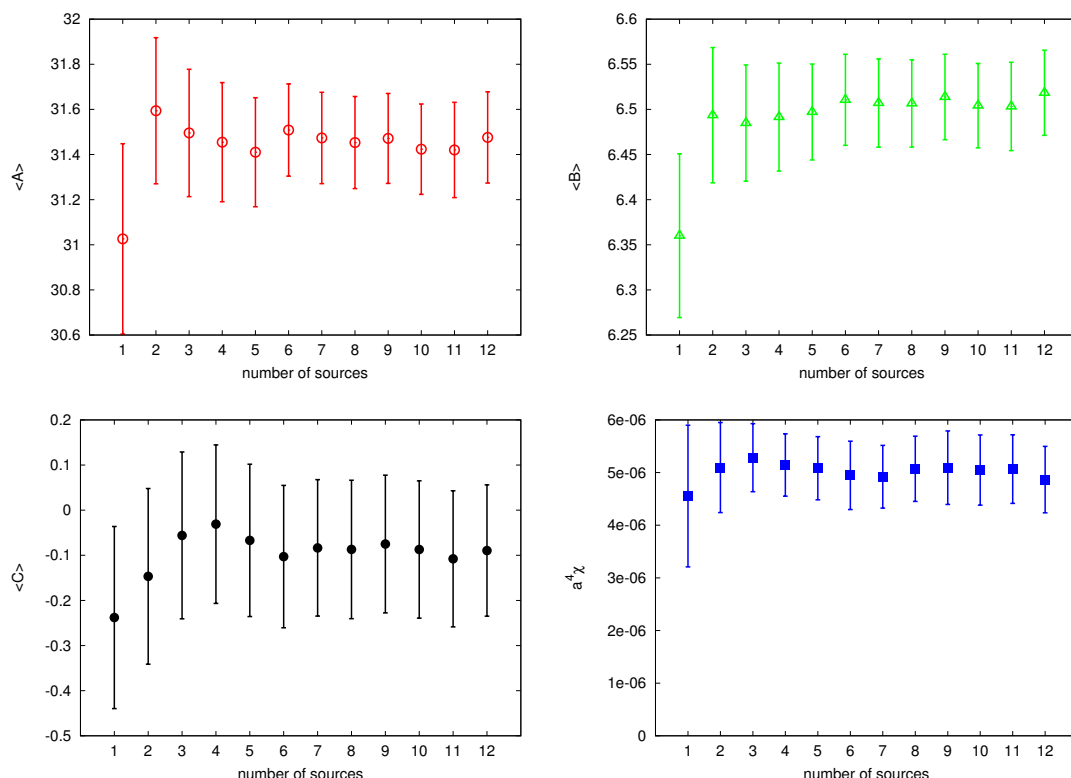 32
31.8
31.6
31.4
31.2
31
30.8
30.6
<A>
1 2 3 4 5 6 7 8 9 10 11 12
number of sources
6.6
6.55
6.5
6.45
6.4
6.35
6.3
6.25
<B>
1 2 3 4 5 6 7 8 9 10 11 12
number of sources
0.2
0.1
0
-0.1
-0.2
-0.3
-0.4
-0.5
<C>
1 2 3 4 5 6 7 8 9 10 11 12
number of sources
6e-06
5e-06
4e-06
3e-06
2e-06
1e-06
0
a⁴χ
1 2 3 4 5 6 7 8 9 10 11 12
number of sources